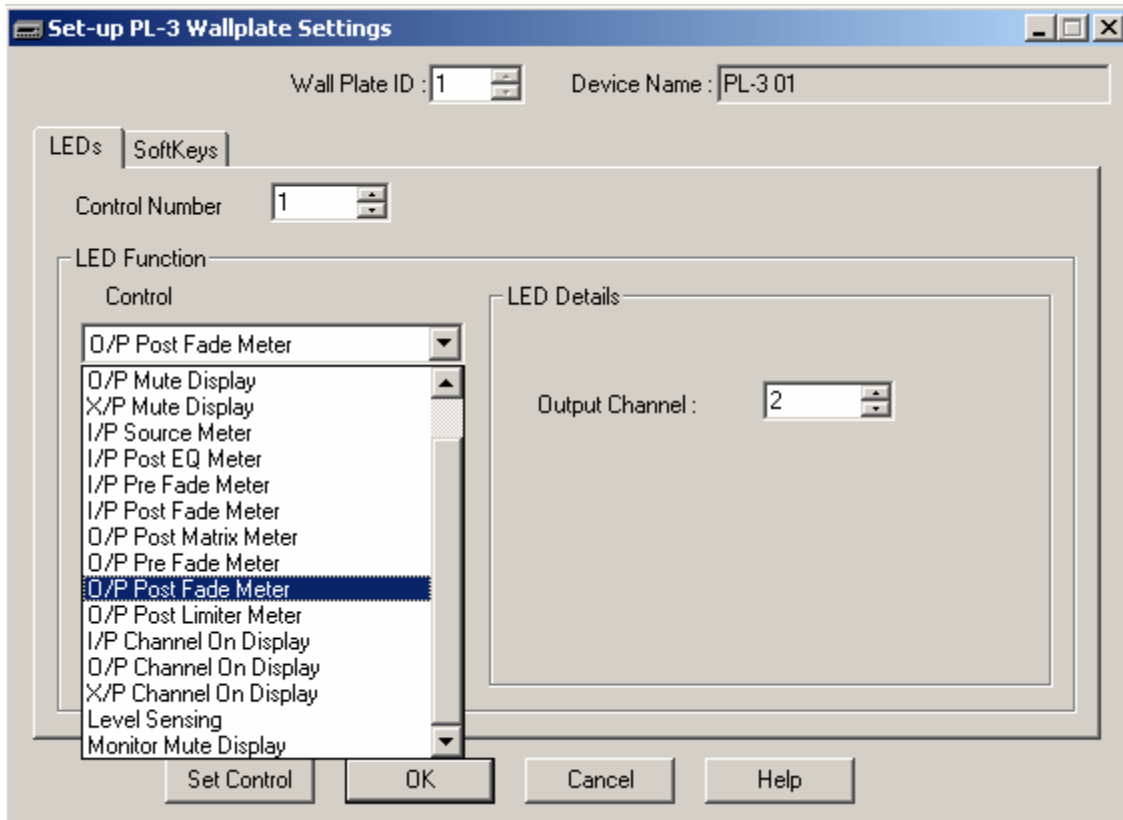 Set-up PL-3 Wallplate Settings
Wall Plate ID : 1 Device Name : PL-3 01
LEDs SoftKeys
Control Number 1
LED Function
Control
O/P Post Fade Meter
O/P Mute Display
X/P Mute Display
I/P Source Meter
I/P Post EQ Meter
I/P Pre Fade Meter
I/P Post Fade Meter
O/P Post Matrix Meter
O/P Pre Fade Meter
O/P Post Fade Meter
O/P Post Limiter Meter
I/P Channel On Display
O/P Channel On Display
X/P Channel On Display
Level Sensing
Monitor Mute Display
LED Details
Output Channel : 2
Set Control OK Cancel Help